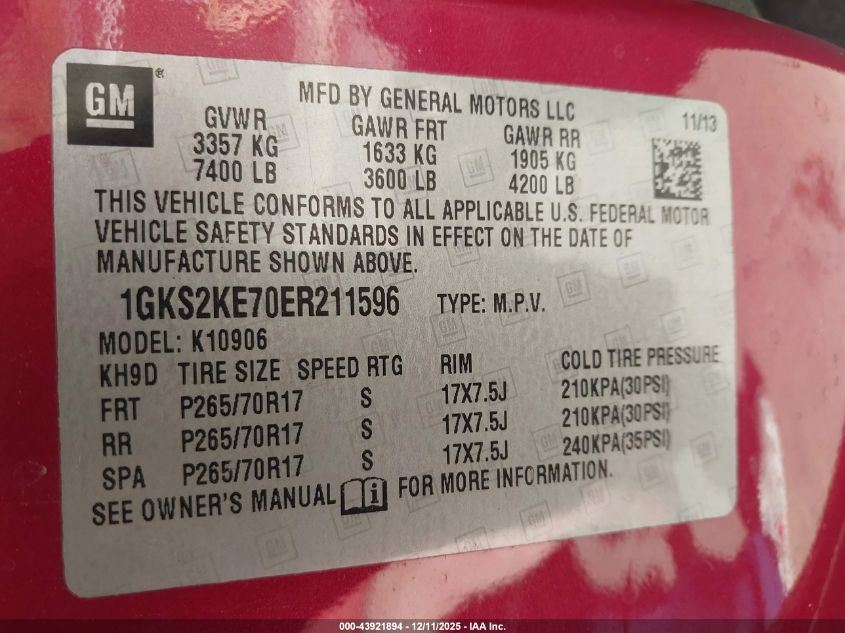 GM ® MFD BY GENERAL MOTORS LLC 11/13
GVWR GAWR FRT GAWR RR
3357 KG 1633 KG 1905 KG
7400 LB 3600 LB 4200 LB
THIS VEHICLE CONFORMS TO ALL APPLICABLE U.S. FEDERAL MOTOR
VEHICLE SAFETY STANDARDS IN EFFECT ON THE DATE OF
MANUFACTURE SHOWN ABOVE.
1GKS2KE70ER211596 TYPE: M.P.V.
MODEL: K10906
KH9D TIRE SIZE SPEED RTG RIM COLD TIRE PRESSURE
FRT P265/70R17 S 17X7.5J 210KPA(30PSI)
RR P265/70R17 S 17X7.5J 210KPA(30PSI)
SPA P265/70R17 S 17X7.5J 240KPA(35PSI)
SEE OWNER'S MANUAL i FOR MORE INFORMATION.
000-43921894 - 12/11/2025 - IAA Inc.